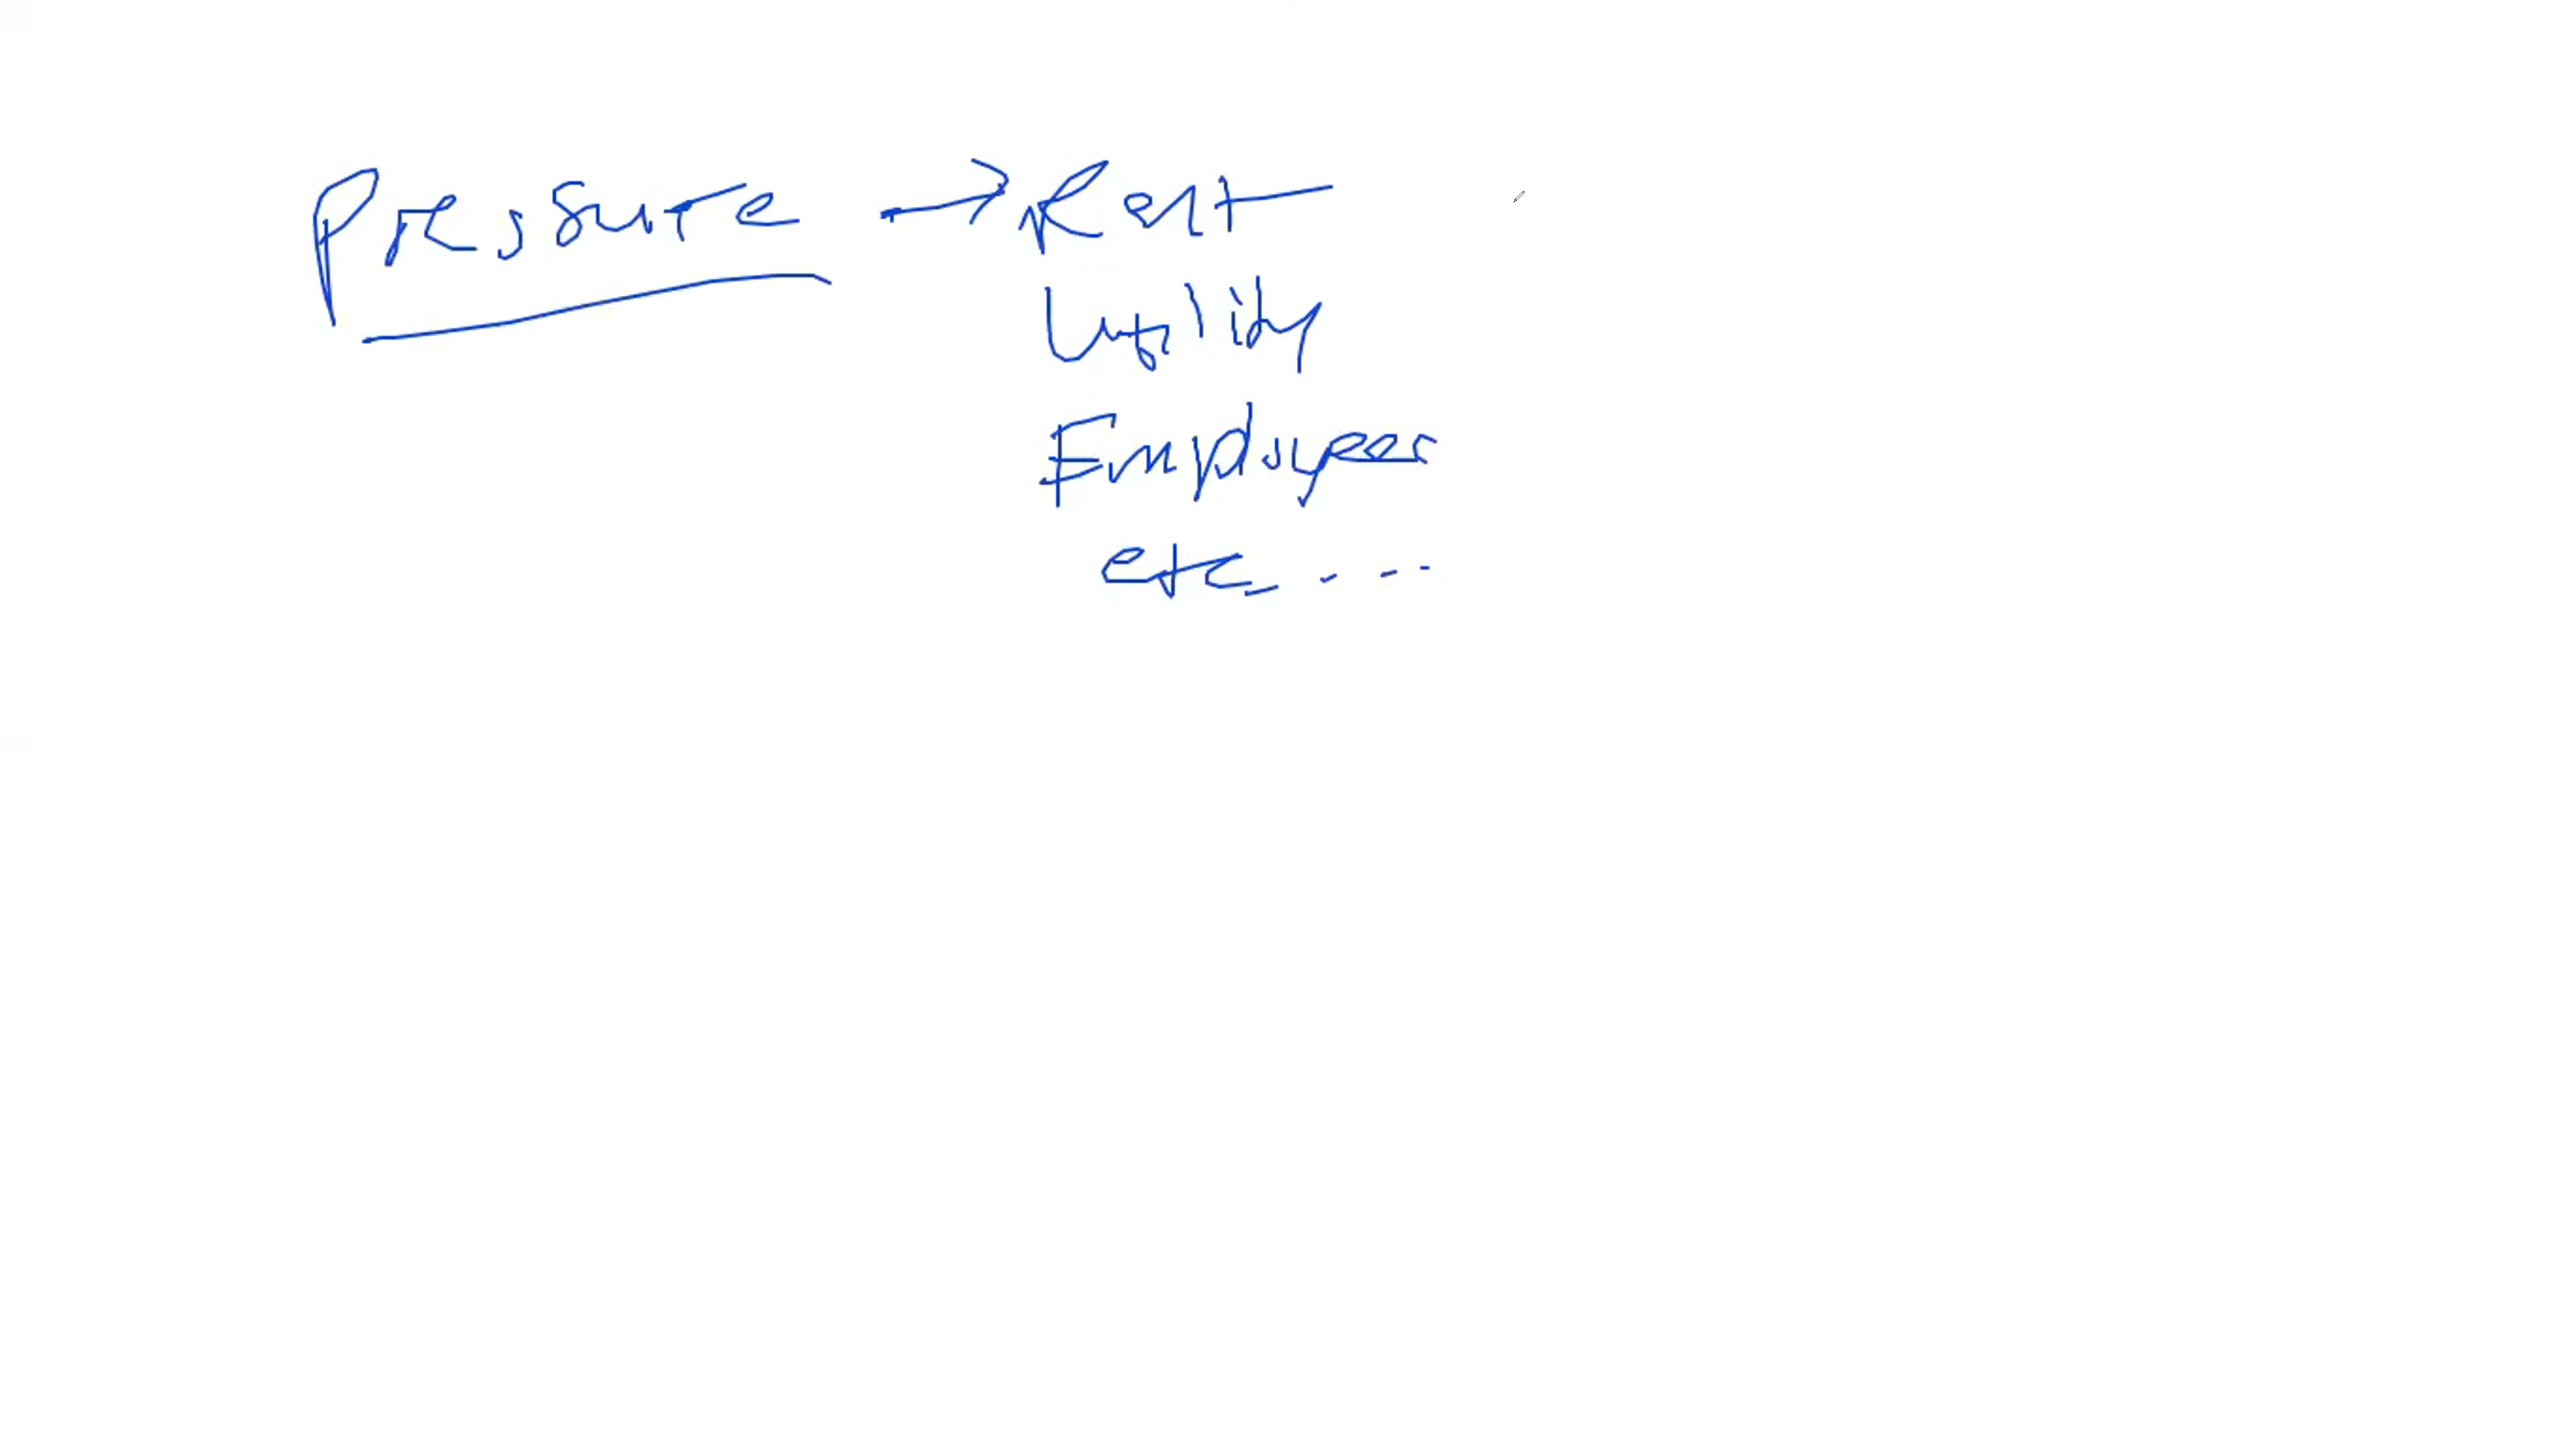 Pressure → Rent
Utility
Employees
etc....